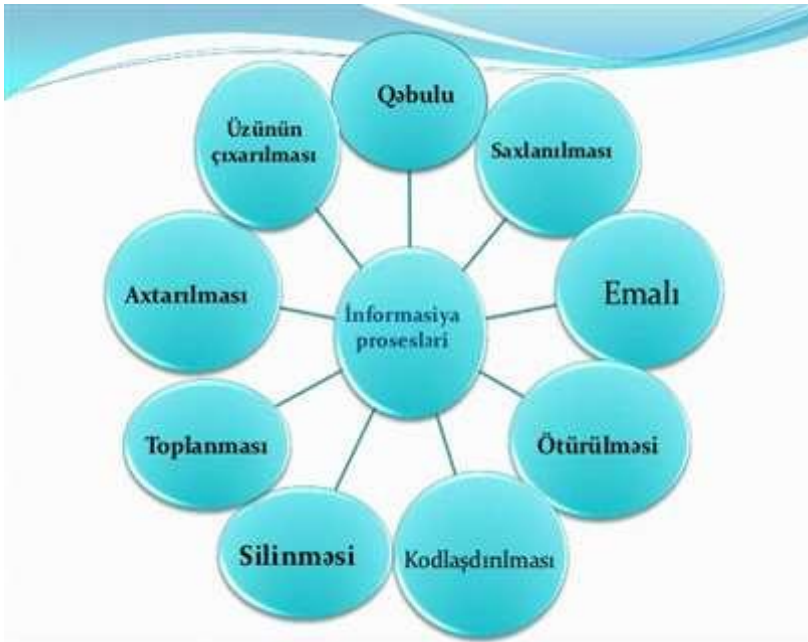 Qəbulu
Üzünün
çıxarılması
Saxlanılması
Axtarılması
Emalı
İnformasiya
prosesləri
Toplanması
Ötürülməsi
Silinməsi
Kodlaşdırılması